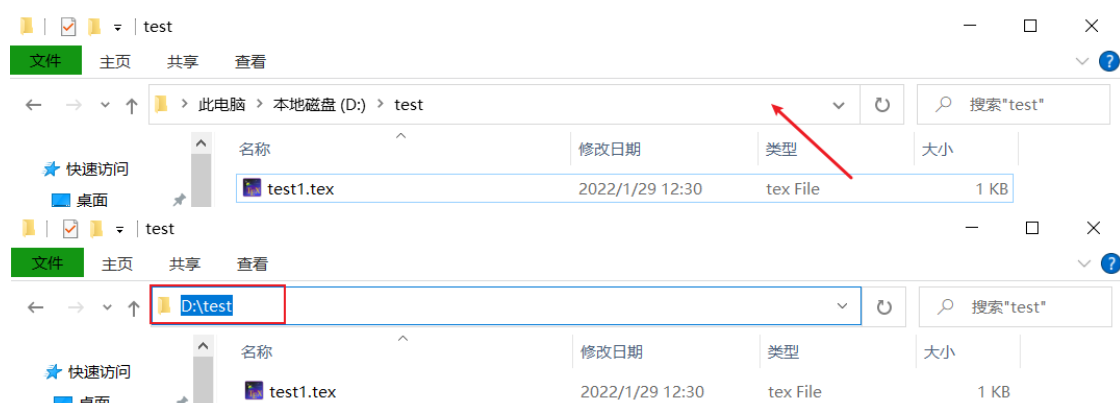 test
文件 主页 共享 查看
此电脑 本地磁盘 (D:) test 搜索"test"
名称 修改日期 类型 大小
快速访问
test1.tex 2022/1/29 12:30 tex File 1 KB
桌面
test
文件 主页 共享 查看
D:\test 搜索"test"
名称 修改日期 类型 大小
快速访问
test1.tex 2022/1/29 12:30 tex File 1 KB
桌面